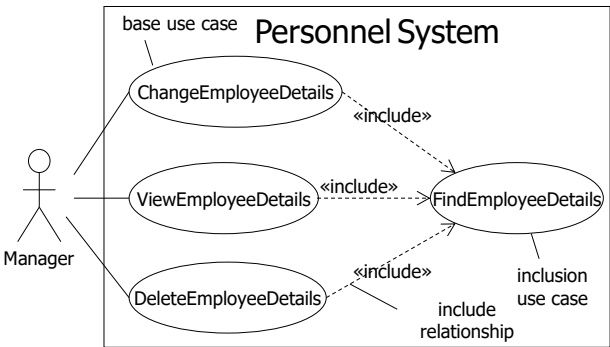 base use case
Personnel System
ChangeEmployeeDetails
«include»
ViewEmployeeDetails
«include»
FindEmployeeDetails
Manager
DeleteEmployeeDetails
«include»
inclusion
use case
include
relationship